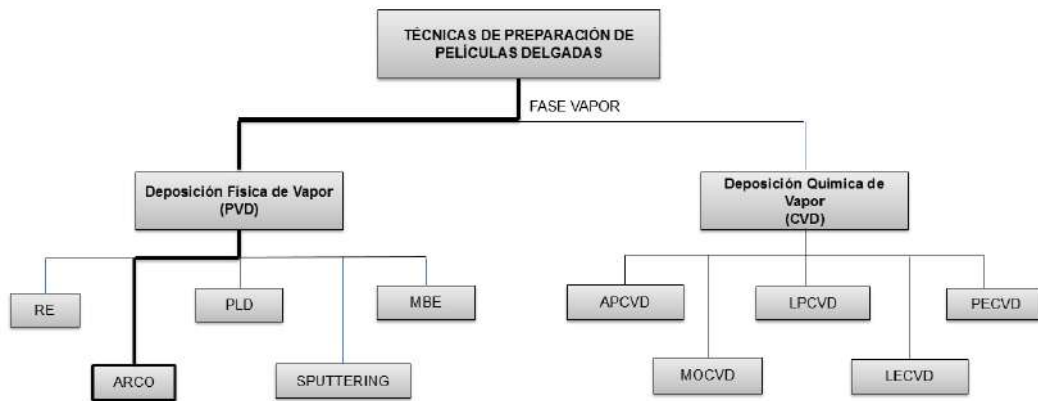 TÉCNICAS DE PREPARACIÓN DE
PELÍCULAS DELGADAS
FASE VAPOR
Deposición Física de Vapor
(PVD)
Deposición Química de
Vapor
(CVD)
RE
PLD
MBE
APCVD
LPCVD
PECVD
ARCO
SPUTTERING
MOCVD
LECVD